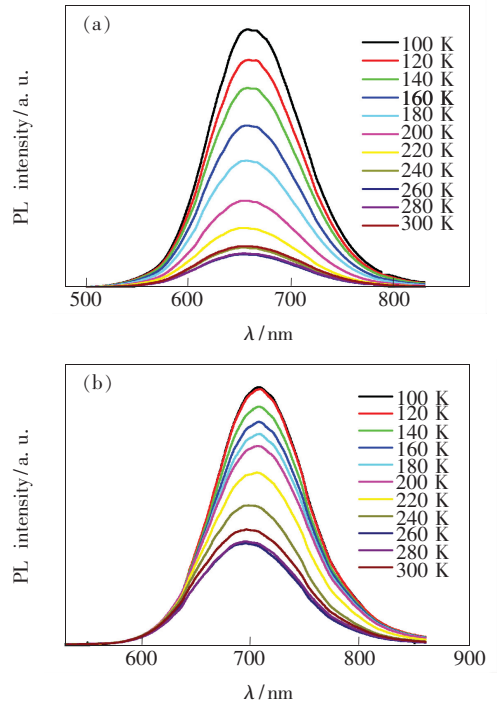 (a)
100 K
120 K
140 K
160 K
180 K
200 K
220 K
240 K
260 K
280 K
300 K
PL intensity/a. u.
500 600 700 800
λ/nm
(b)
100 K
120 K
140 K
160 K
180 K
200 K
220 K
240 K
260 K
280 K
300 K
PL intensity/a. u.
600 700 800 900
λ/nm